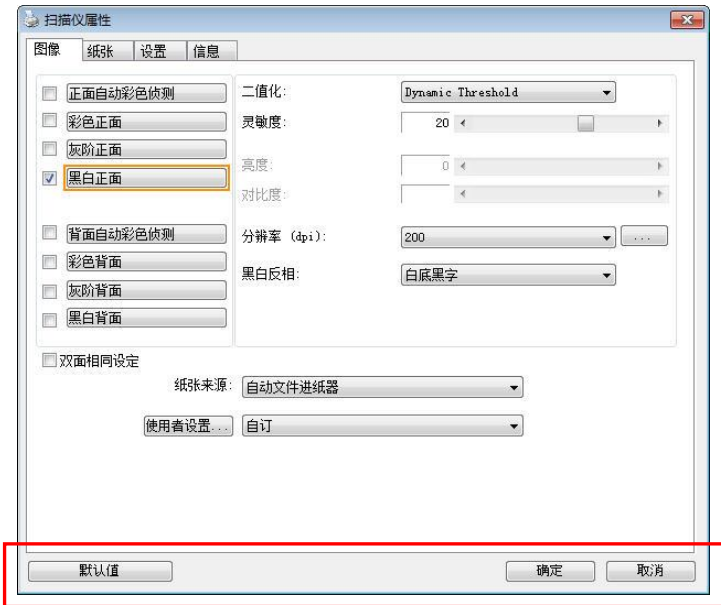 扫描仪属性
图像 纸张 设置 信息
正面自动彩色侦测 二值化: Dynamic Threshold
彩色正面 灵敏度: 20
灰阶正面
亮度: 0
黑白正面
对比度:
背面自动彩色侦测 分辨率 (dpi): 200 ...
彩色背面
黑白反相: 白底黑字
灰阶背面
黑白背面
双面相同设定
纸张来源: 自动文件进纸器
使用者设置... 自订
默认值 确定 取消